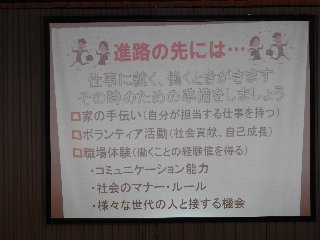 進路の先には…
仕事に就く、働くときがきます
その時のための準備をしましょう
□家の手伝い(自分が担当する仕事を持つ)
□ボランティア活動(社会貢献、自己成長)
□職場体験(働くことの経験値を得る)
・コミュニケーション能力
・社会のマナー・ルール
・様々な世代の人と接する機会